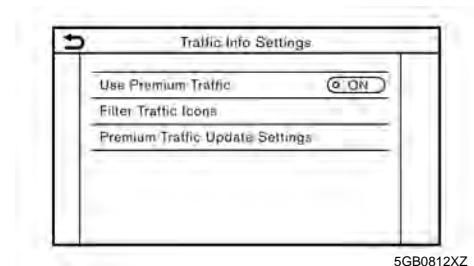 Traffic Info Settings
Use Premium Traffic ON
Filter Traffic Icons
Premium Traffic Update Settings
5GB0812XZ